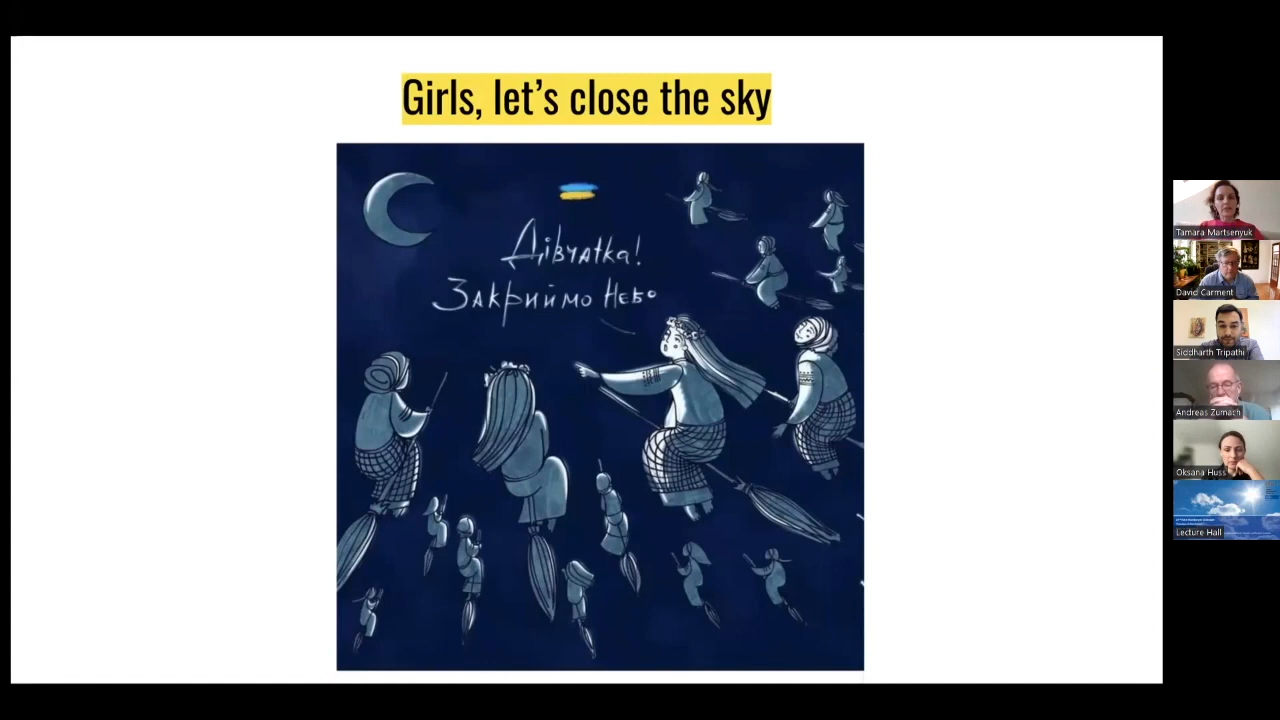 Girls, let's close the sky
Дівчатка!
Закриймо Небо
Tamara Martsenyuk
David Carment
Siddharth Tripathi
Andreas Zumach
Oksana Huss
Lecture Hall